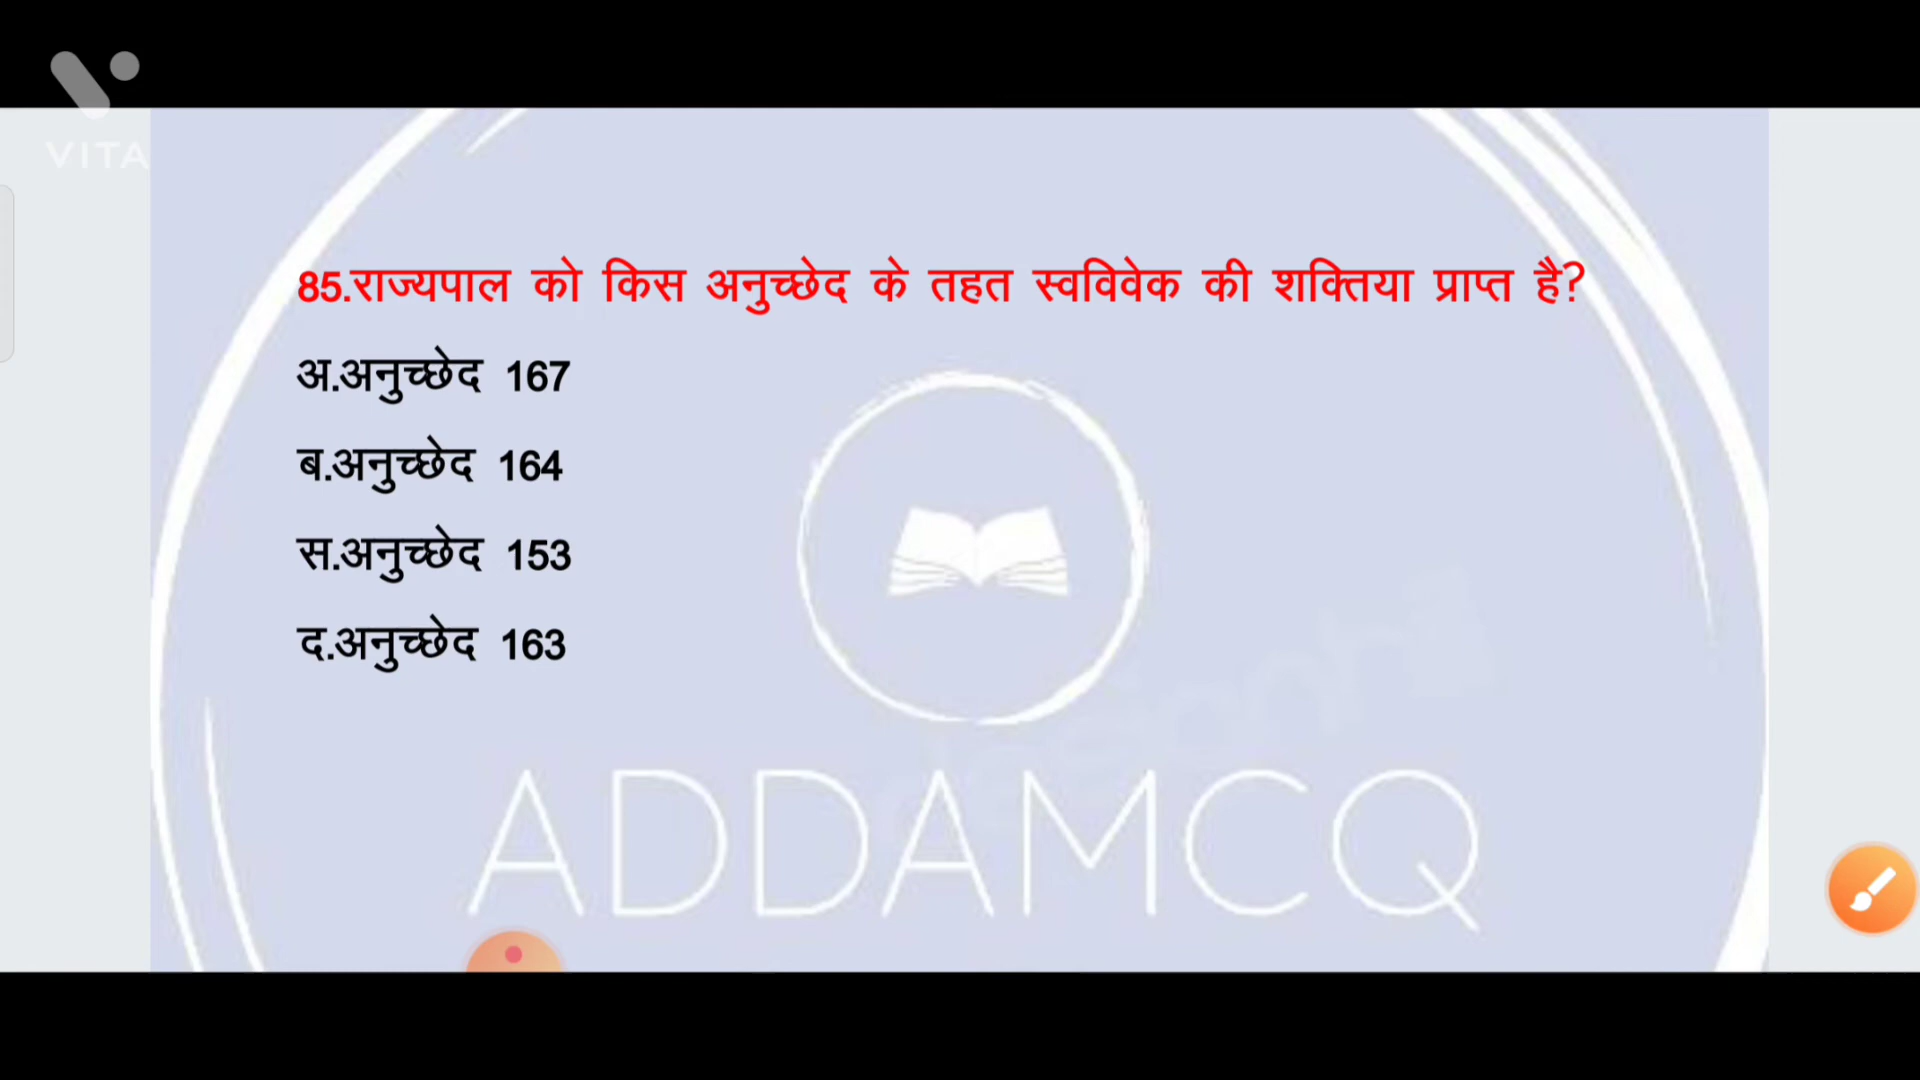 VITA
85.राज्यपाल को किस अनुच्छेद के तहत स्वविवेक की शक्तिया प्राप्त है?
अ.अनुच्छेद 167
ब.अनुच्छेद 164
स.अनुच्छेद 153
द.अनुच्छेद 163
ADDAMCQ